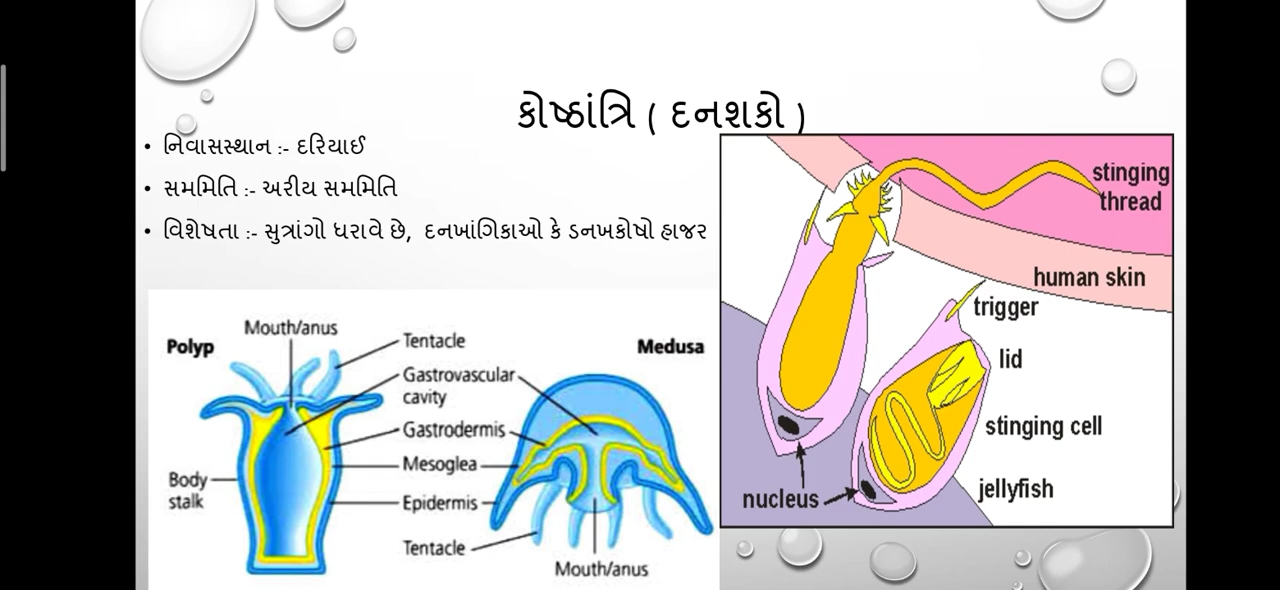 કોષ્ઠાંત્રિ ( દનશકો )
• નિવાસસ્થાન :- દરિયાઈ
• સમમિતિ :- અરીય સમમિતિ
• વિશેષતા :- સુત્રાંગો ધરાવે છે, દનખાંગિકાઓ કે ડનખકોષો હાજર
Polyp
Mouth/anus
Tentacle
Medusa
Gastrovascular
cavity
Gastrodermis
Mesoglea
Body
stalk
Epidermis
Tentacle
Mouth/anus
stinging
thread
human skin
trigger
lid
stinging cell
nucleus
jellyfish